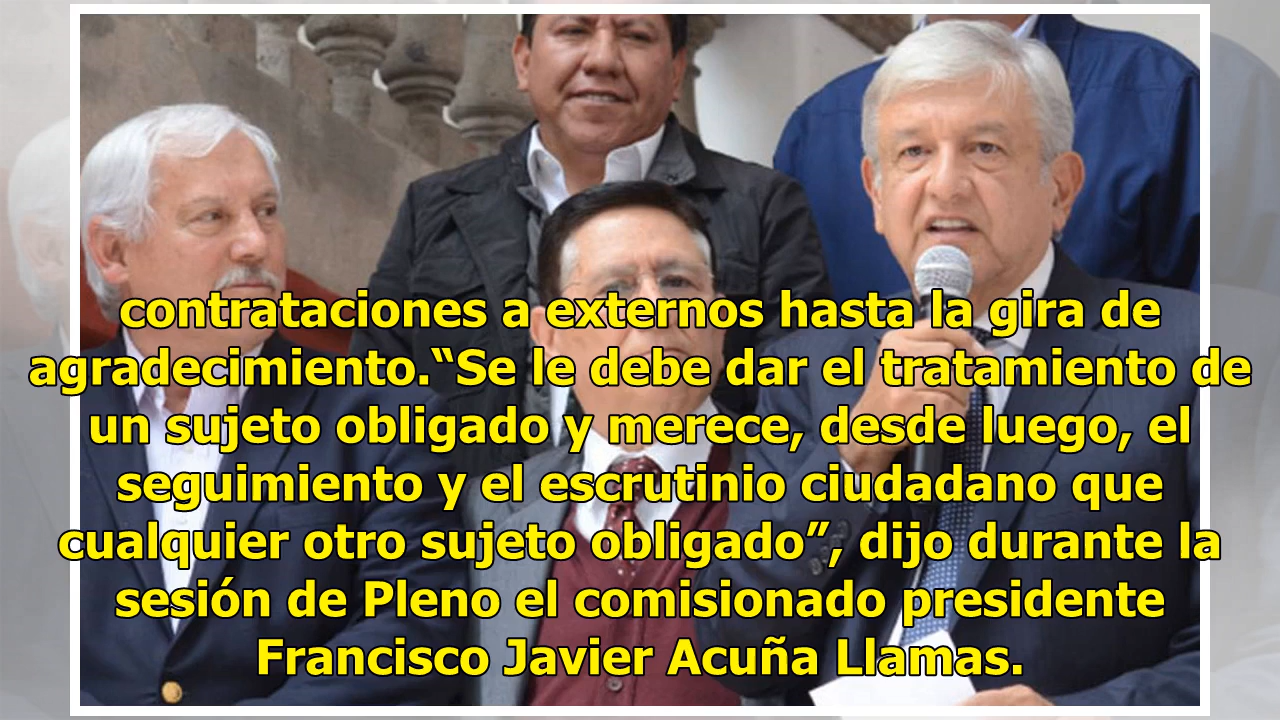 contrataciones a externos hasta la gira de
agradecimiento.“Se le debe dar el tratamiento de
un sujeto obligado y merece, desde luego, el
seguimiento y el escrutinio ciudadano que
cualquier otro sujeto obligado”, dijo durante la
sesión de Pleno el comisionado presidente
Francisco Javier Acuña Llamas.